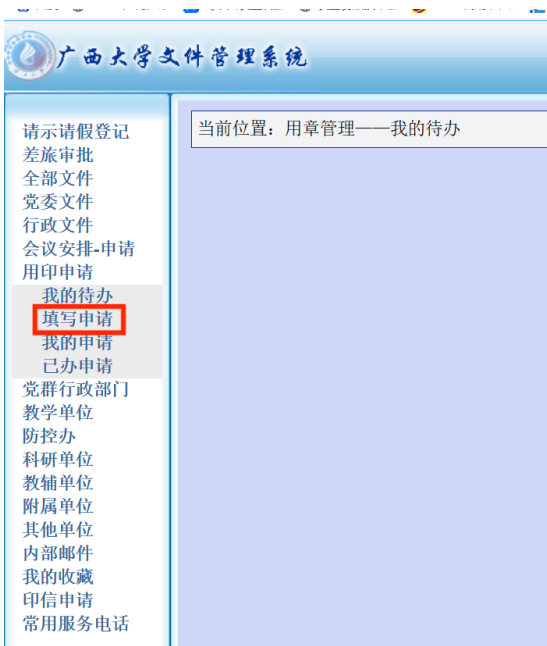 广西大学文件管理系统
当前位置：用章管理——我的待办
请示请假登记
差旅审批
全部文件
党委文件
行政文件
会议安排-申请
用印申请
我的待办
填写申请
我的申请
已办申请
党群行政部门
教学单位
防控办
科研单位
教辅单位
附属单位
其他单位
内部邮件
我的收藏
印信申请
常用服务电话